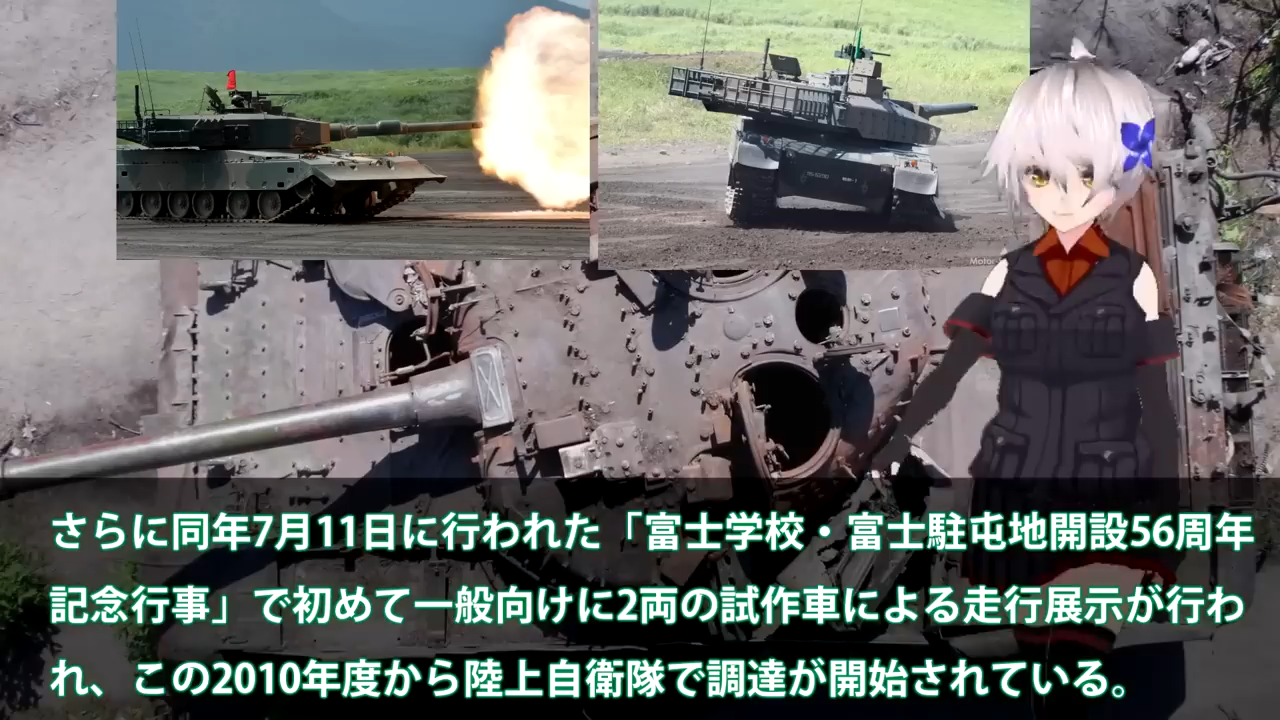 さらに同年7月11日に行われた「富士学校・富士駐屯地開設56周年
記念行事」で初めて一般向けに2両の試作車による走行展示が行わ
れ、この2010年度から陸上自衛隊で調達が開始されている。